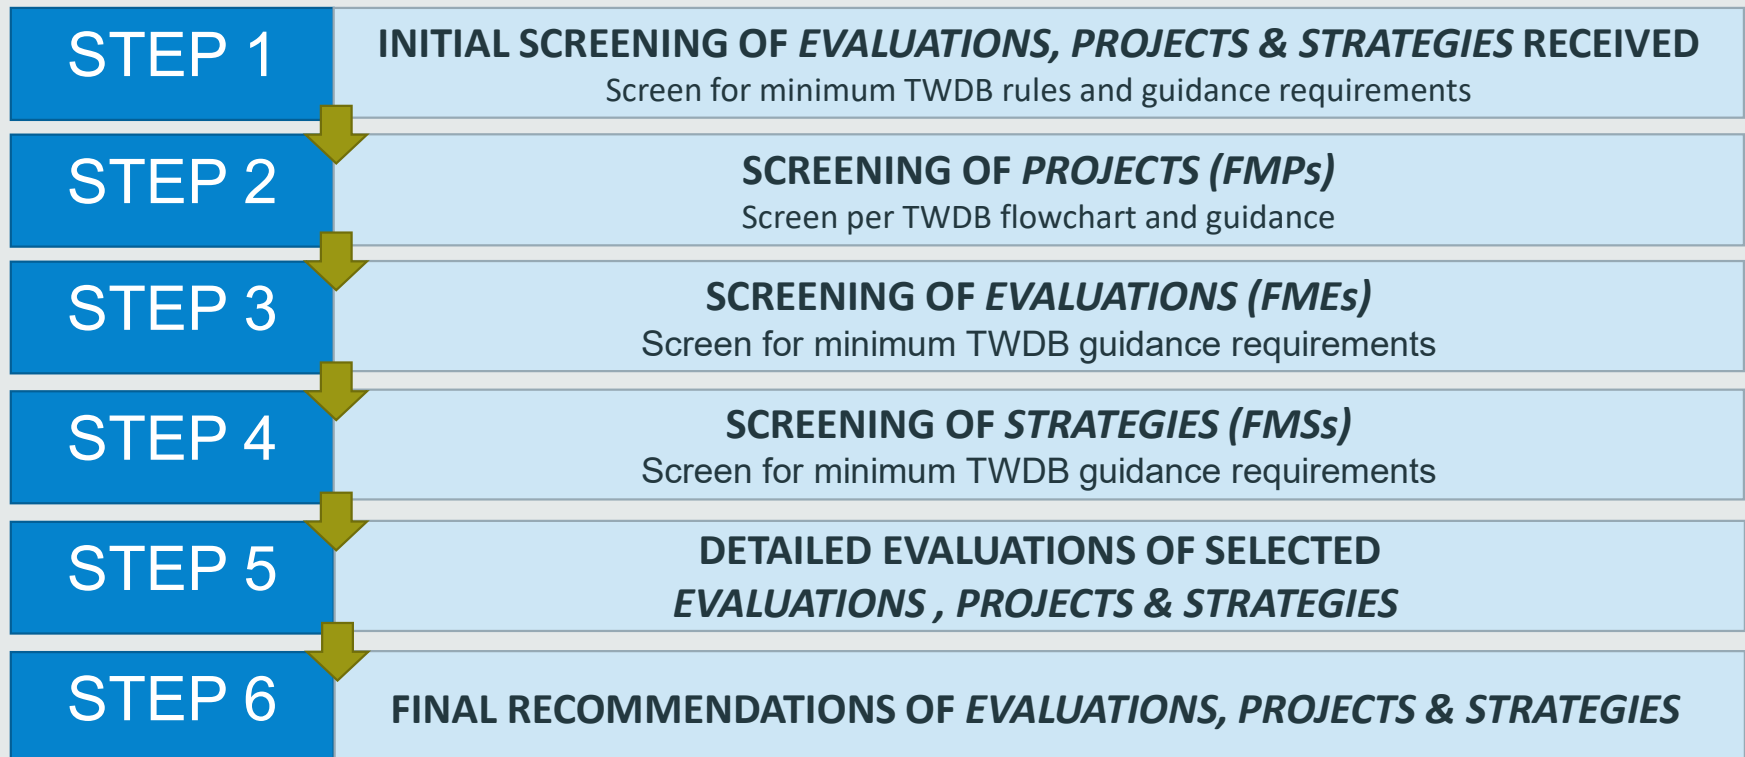 STEP 1
INITIAL SCREENING OF EVALUATIONS, PROJECTS & STRATEGIES RECEIVED
Screen for minimum TWDB rules and guidance requirements
STEP 2
SCREENING OF PROJECTS (FMPs)
Screen per TWDB flowchart and guidance
STEP 3
SCREENING OF EVALUATIONS (FMEs)
Screen for minimum TWDB guidance requirements
STEP 4
SCREENING OF STRATEGIES (FMSs)
Screen for minimum TWDB guidance requirements
STEP 5
DETAILED EVALUATIONS OF SELECTED
EVALUATIONS , PROJECTS & STRATEGIES
STEP 6
FINAL RECOMMENDATIONS OF EVALUATIONS, PROJECTS & STRATEGIES